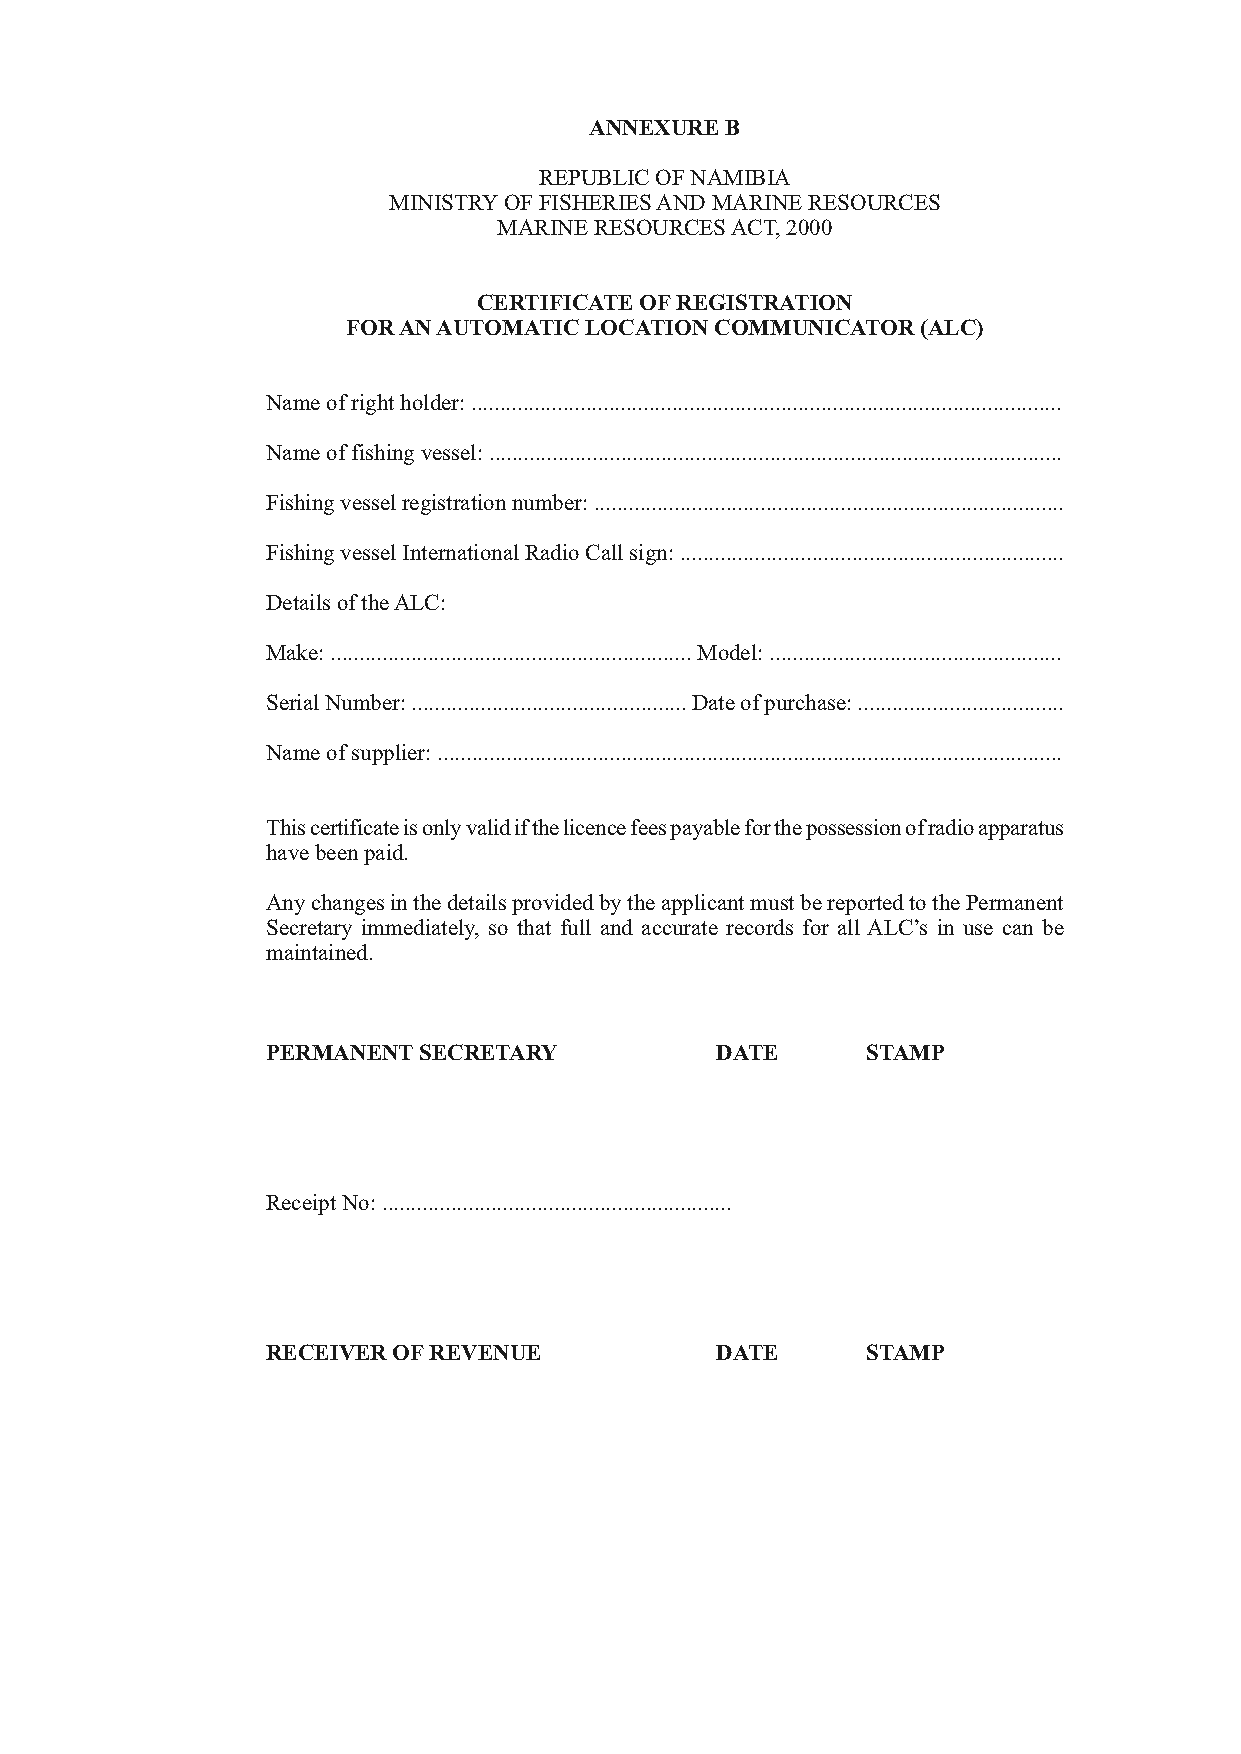 ANNEXURE B
REPUBLIC OF NAMIBIA
MINISTRY OF FISHERIES AND MARINE RESOURCES
MARINE RESOURCES ACT, 2000
CERTIFICATE OF REGISTRATION
FOR AN AUTOMATIC LOCATION COMMUNICATOR (ALC)
Name of right holder: .......................................................................................................
Name of fishing vessel: ....................................................................................................
Fishing vessel registration number: ..................................................................................
Fishing vessel International Radio Call sign: ...................................................................
Details of the ALC:
Make: ............................................................... Model: ...................................................
Serial Number: ................................................ Date of purchase: ....................................
Name of supplier: .............................................................................................................
This certificate is only valid if the licence fees payable for the possession of radio apparatus
have been paid.
Any changes in the details provided by the applicant must be reported to the Permanent
Secretary immediately, so that full and accurate records for all ALC’s in use can be
maintained.
PERMANENT SECRETARY DATE STAMP
Receipt No: .............................................................
RECEIVER OF REVENUE DATE STAMP